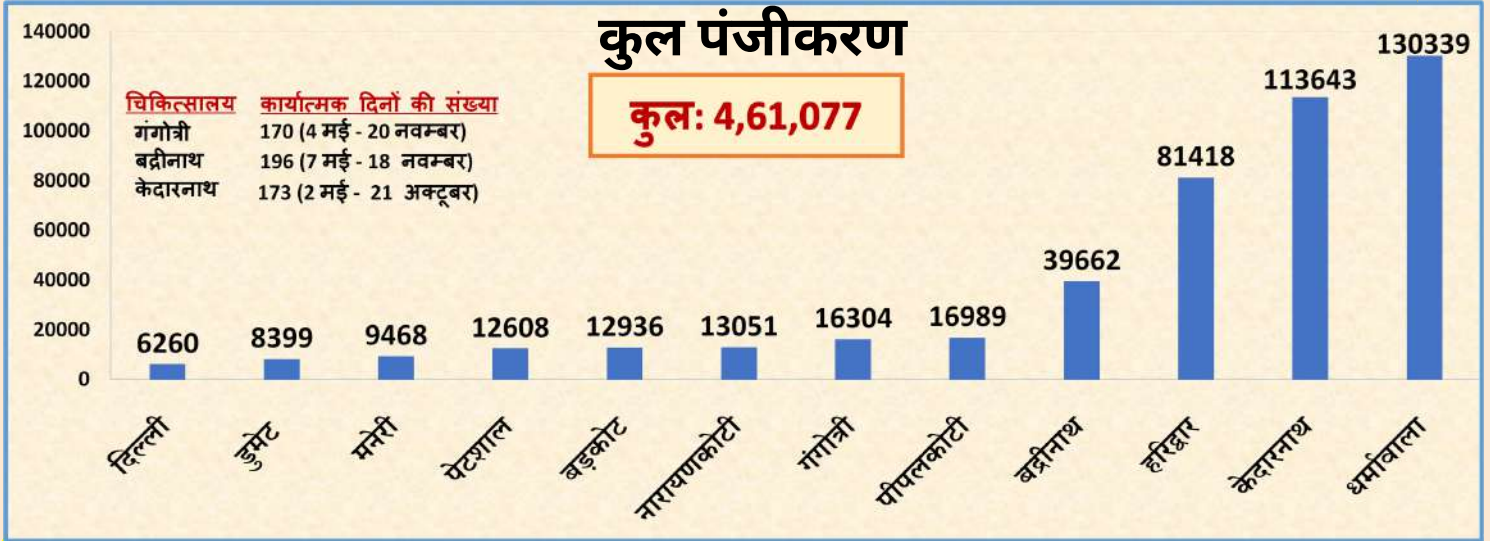 कुल पंजीकरण
कुल: 4,61,077
चिकित्सालय कार्यात्मक दिनों की संख्या
गंगोत्री 170 (4 मई - 20 नवम्बर)
बद्रीनाथ 196 (7 मई - 18 नवम्बर)
केदारनाथ 173 (2 मई - 21 अक्टूबर)
140000
120000
100000
80000
60000
40000
20000
0
6260
8399
9468
12608
12936
13051
16304
16989
39662
81418
113643
130339
दिल्ली
डुमेट
मनेरी
पेटशाल
बड़कोट
नारायणकोटी
गंगोत्री
पीपलकोटी
बद्रीनाथ
हरिद्वार
केदारनाथ
धर्मावाला